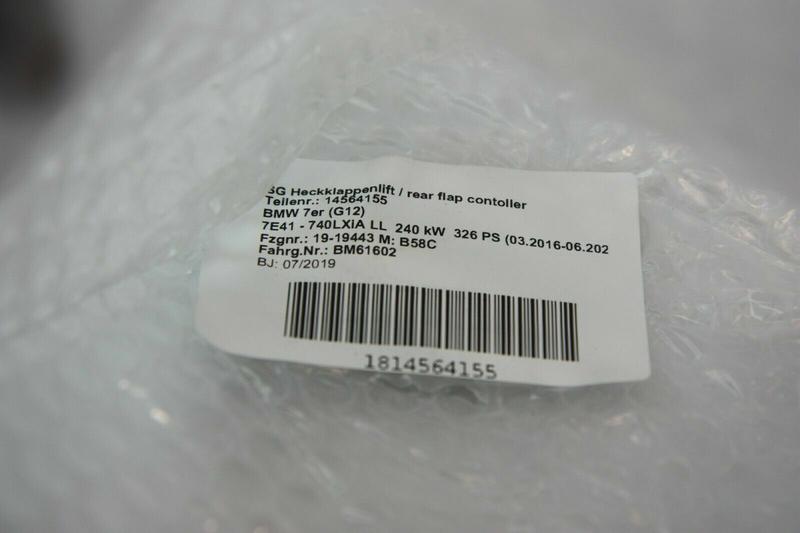 SG Heckklappenlift / rear flap contoller
Teilenr.: 14564155
BMW 7er (G12)
7E41 - 740LXiA LL 240 kW 326 PS (03.2016-06.202
Fzgnr.: 19-19443 M: B58C
Fahrg.Nr.: BM61602
BJ: 07/2019
1814564155